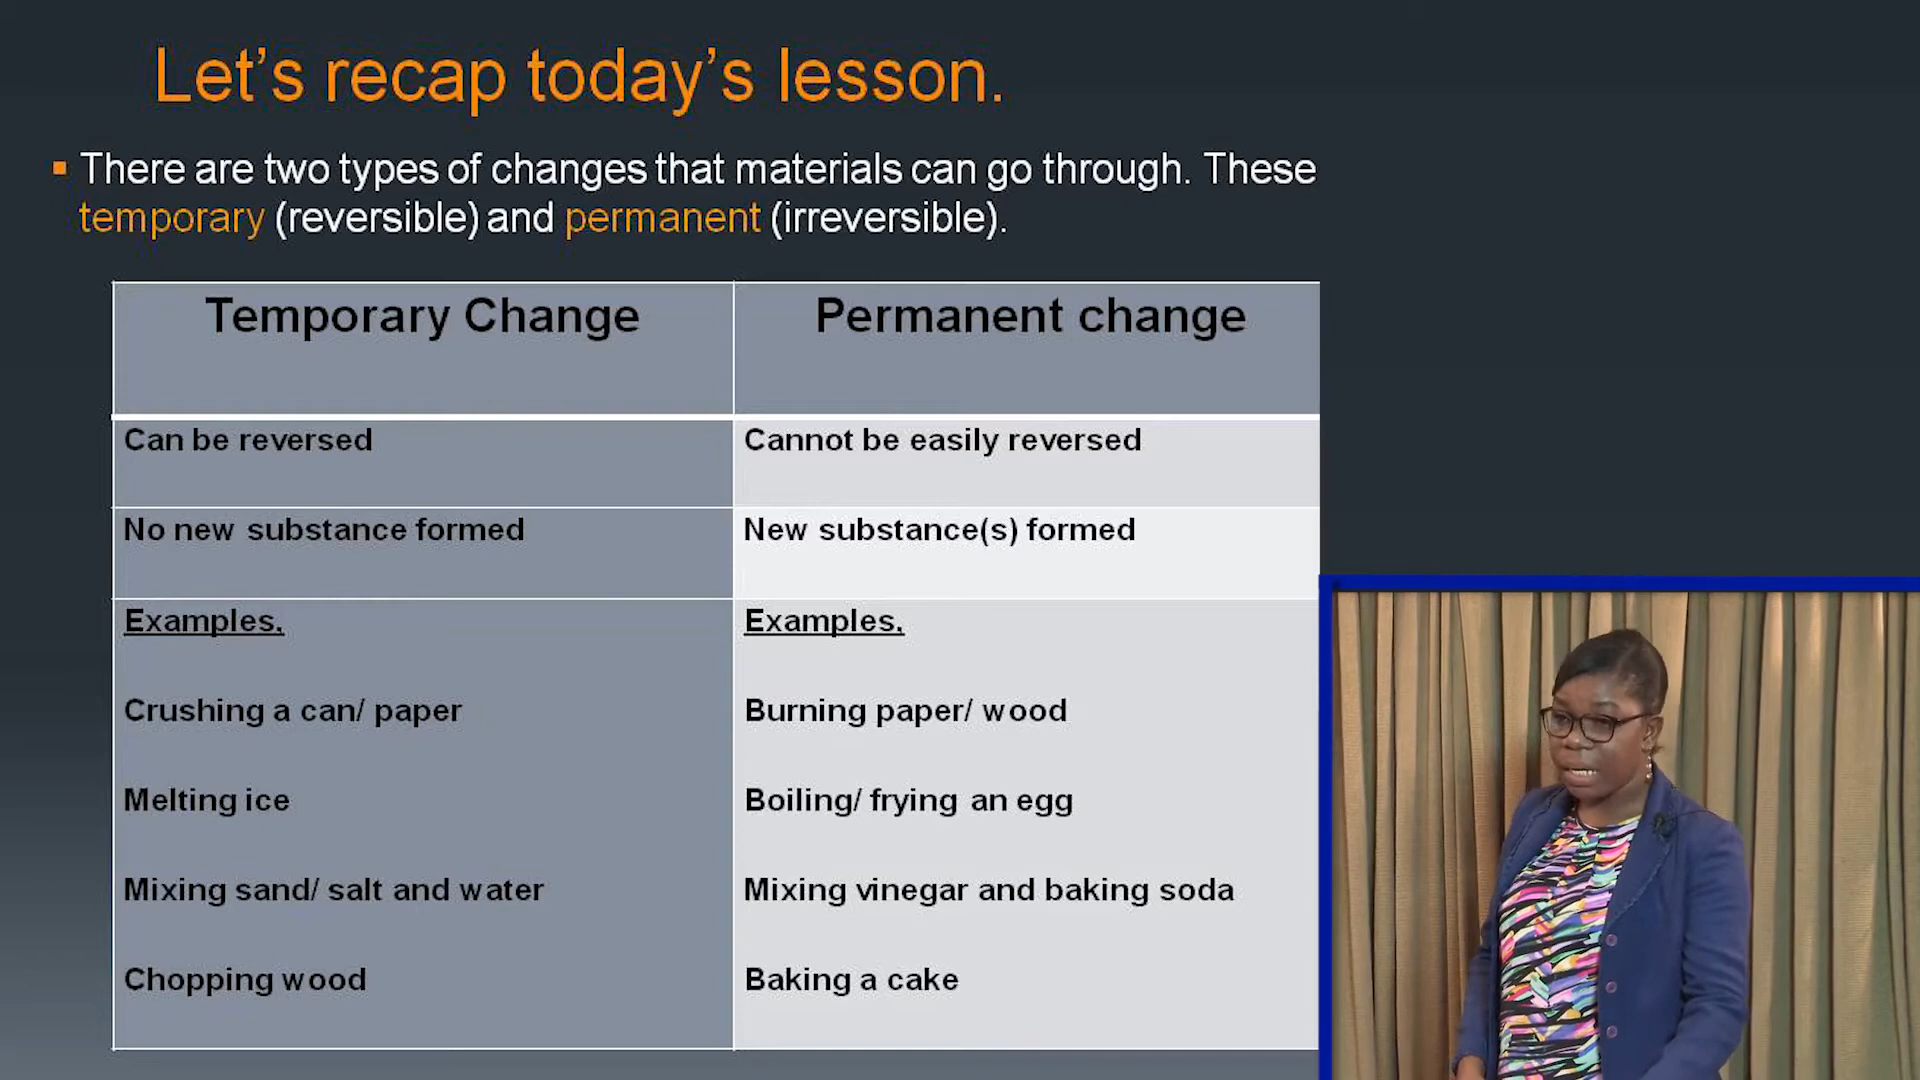 Let's recap today's lesson.
There are two types of changes that materials can go through. These
temporary (reversible) and permanent (irreversible).
Temporary Change
Permanent change
Can be reversed
Cannot be easily reversed
No new substance formed
New substance(s) formed
Examples.
Examples.
Crushing a can/ paper
Burning paper/ wood
Melting ice
Boiling/ frying an egg
Mixing sand/ salt and water
Mixing vinegar and baking soda
Chopping wood
Baking a cake